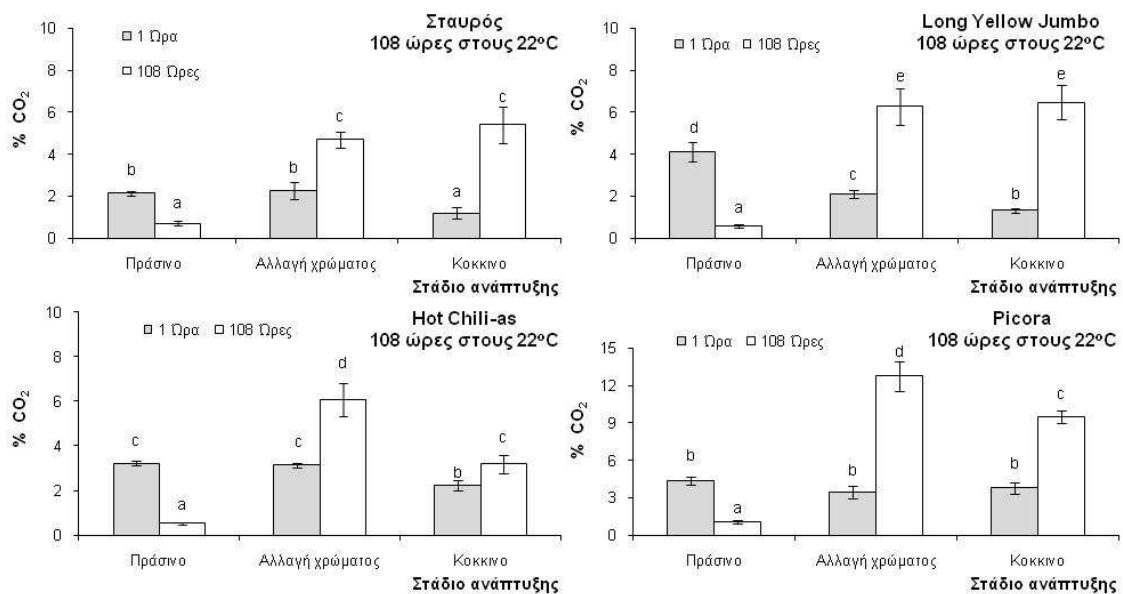 Σταυρός
108 ώρες στους 22°C
1 Ώρα
108 Ώρες
% CO2
10
8
6
4
2
0
b
a
b
c
a
c
Πράσινο
Αλλαγή χρώματος
Κοκκινο
Στάδιο ανάπτυξης
Long Yellow Jumbo
108 ώρες στους 22°C
1 Ώρα 108 Ώρες
% CO2
10
8
6
4
2
0
d
a
c
e
b
e
Πράσινο
Αλλαγή χρώματος
Κοκκινο
Στάδιο ανάπτυξης
Hot Chili-as
108 ώρες στους 22°C
1 Ώρα 108 Ώρες
% CO2
10
8
6
4
2
0
c
a
c
d
b
c
Πράσινο
Αλλαγή χρώματος
Κοκκινο
Στάδιο ανάπτυξης
Picora
108 ώρες στους 22°C
1 Ώρα 108 Ώρες
% CO2
15
12
9
6
3
0
b
a
b
d
b
c
Πράσινο
Αλλαγή χρώματος
Κοκκινο
Στάδιο ανάπτυξης